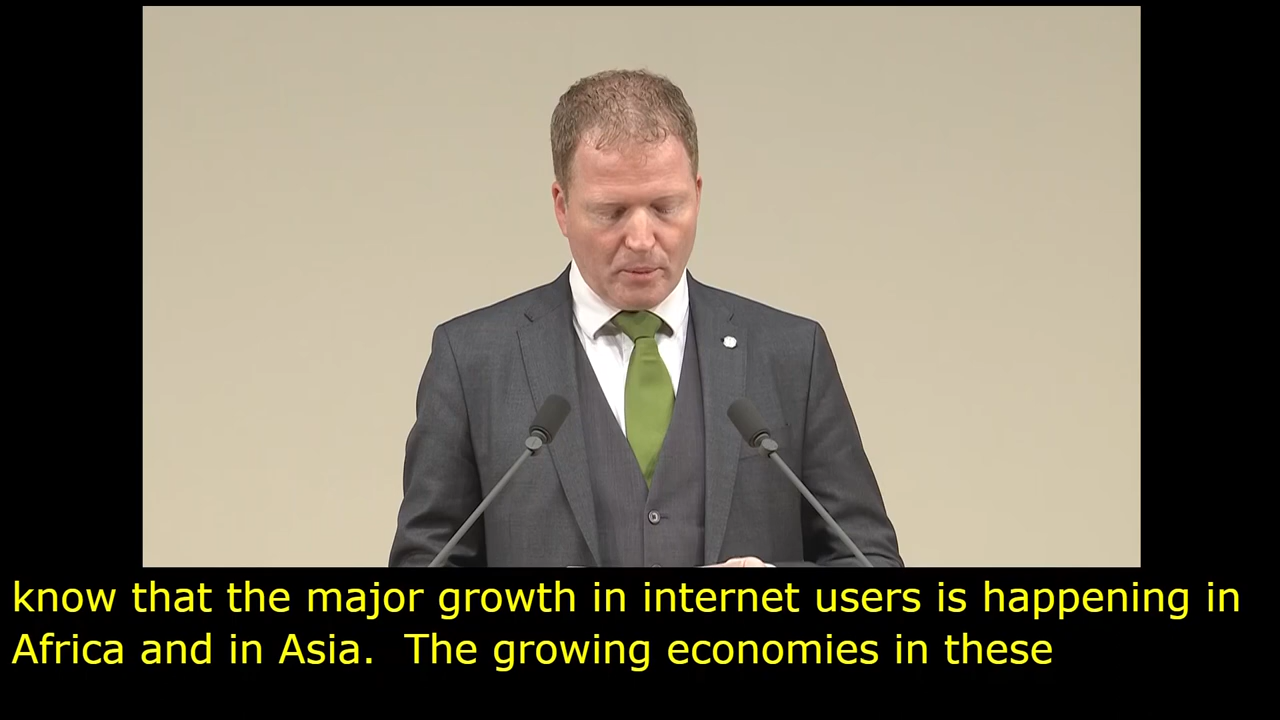 know that the major growth in internet users is happening in
Africa and in Asia.  The growing economies in these